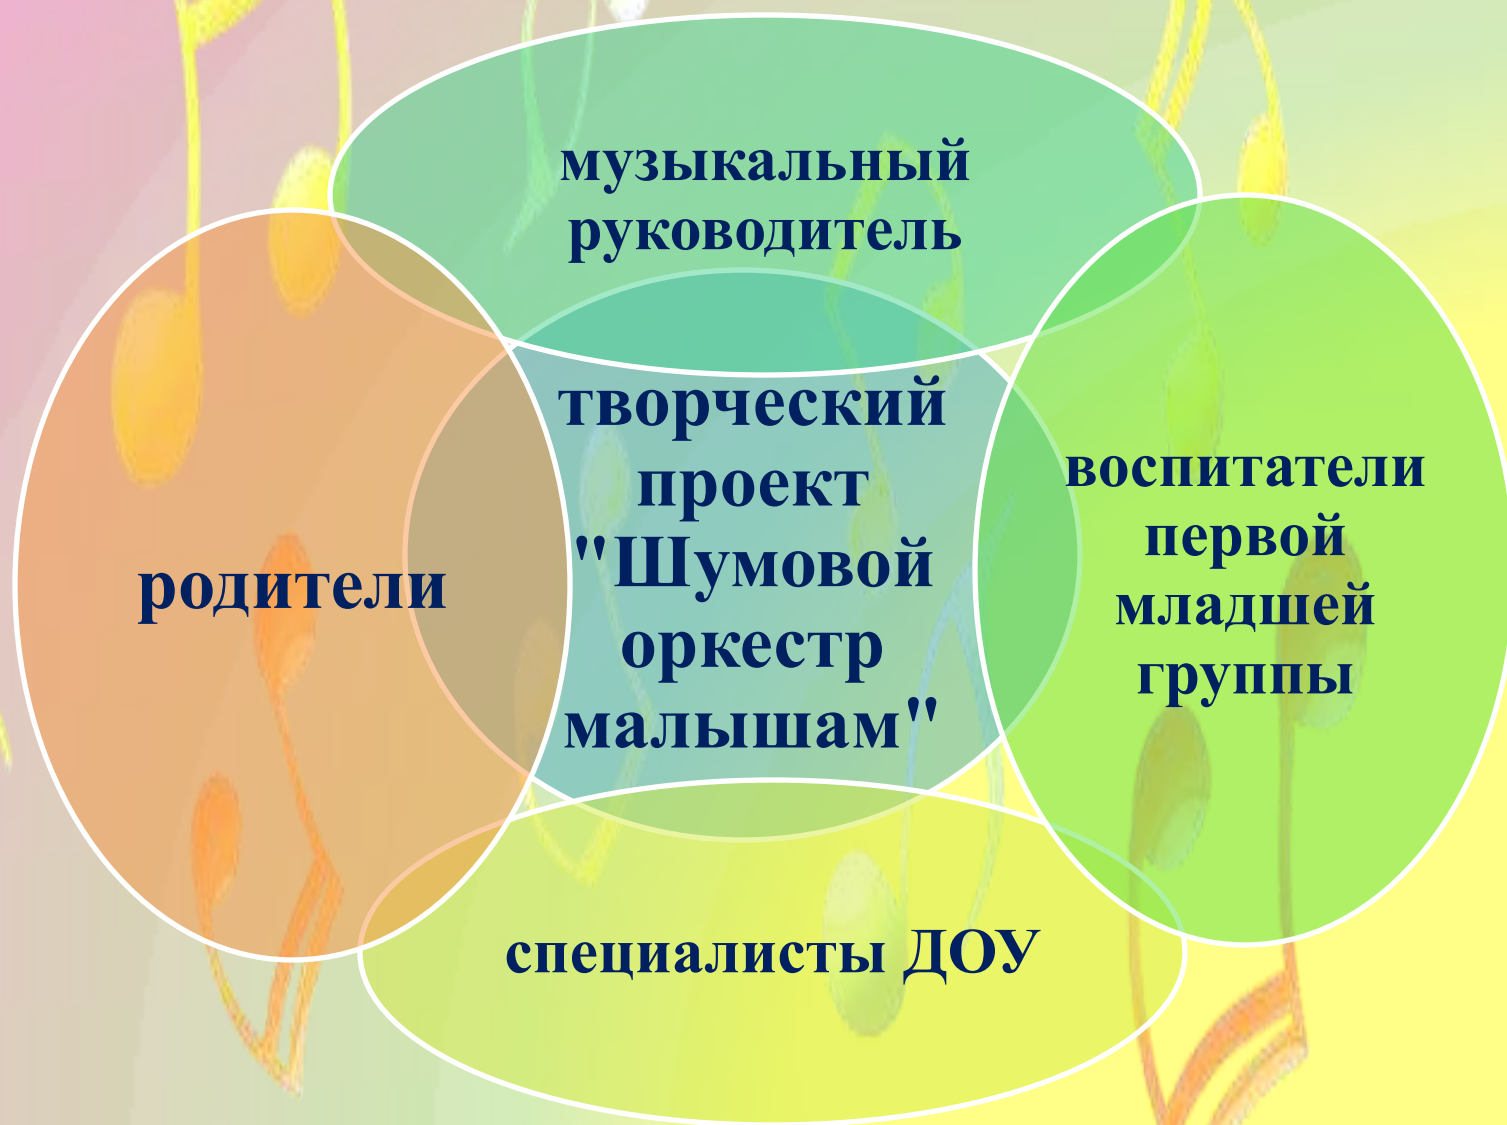 музыкальный
руководитель
творческий
проект
"Шумовой
оркестр
малышам"
родители
воспитатели
первой
младшей
группы
специалисты ДОУ